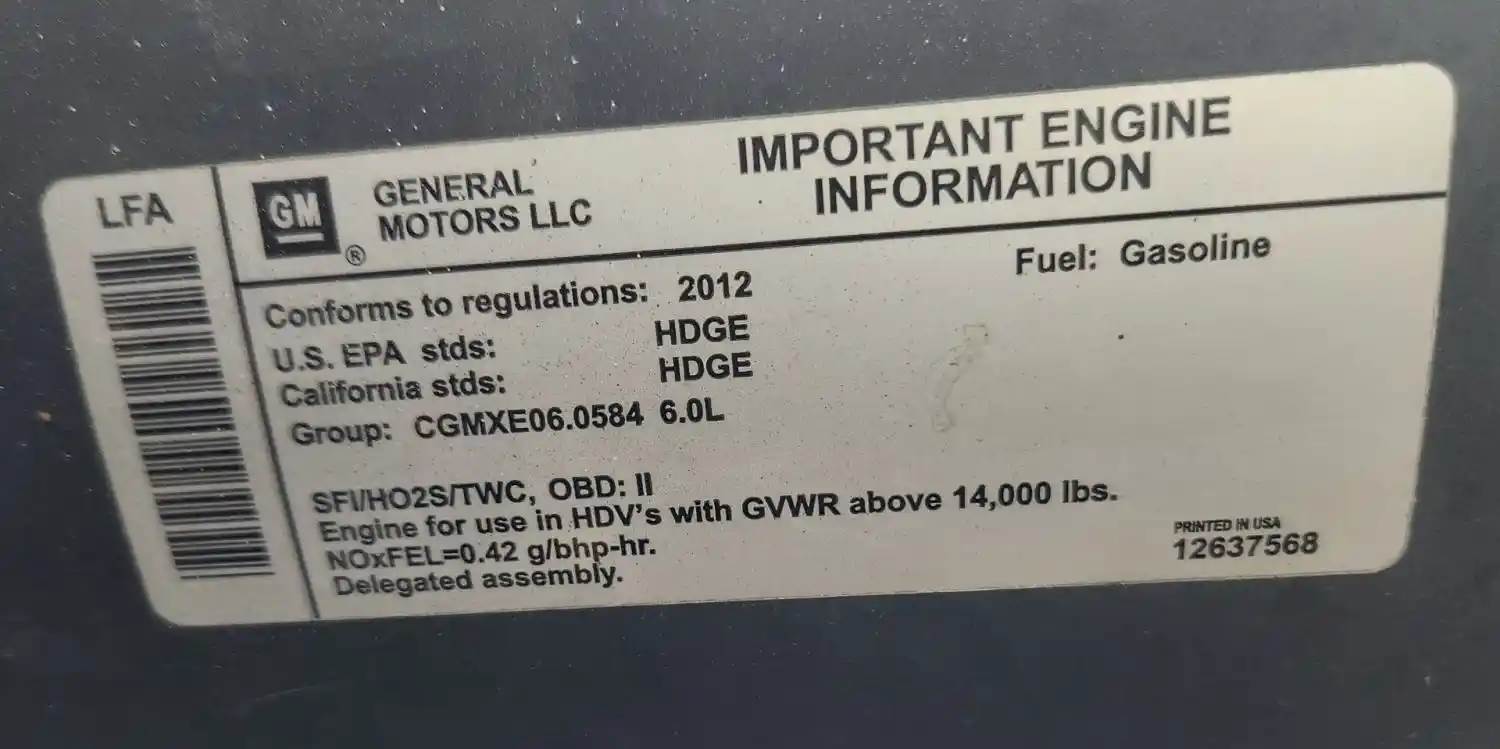 LFA
GM
®
GENERAL
MOTORS LLC
IMPORTANT ENGINE
INFORMATION
Conforms to regulations: 2012
Fuel: Gasoline
U.S. EPA stds: HDGE
California stds: HDGE
Group: CGMXE06.0584 6.0L
SFI/HO2S/TWC, OBD: II
Engine for use in HDV's with GVWR above 14,000 lbs.
NOxFEL=0.42 g/bhp-hr.
Delegated assembly.
PRINTED IN USA
12637568